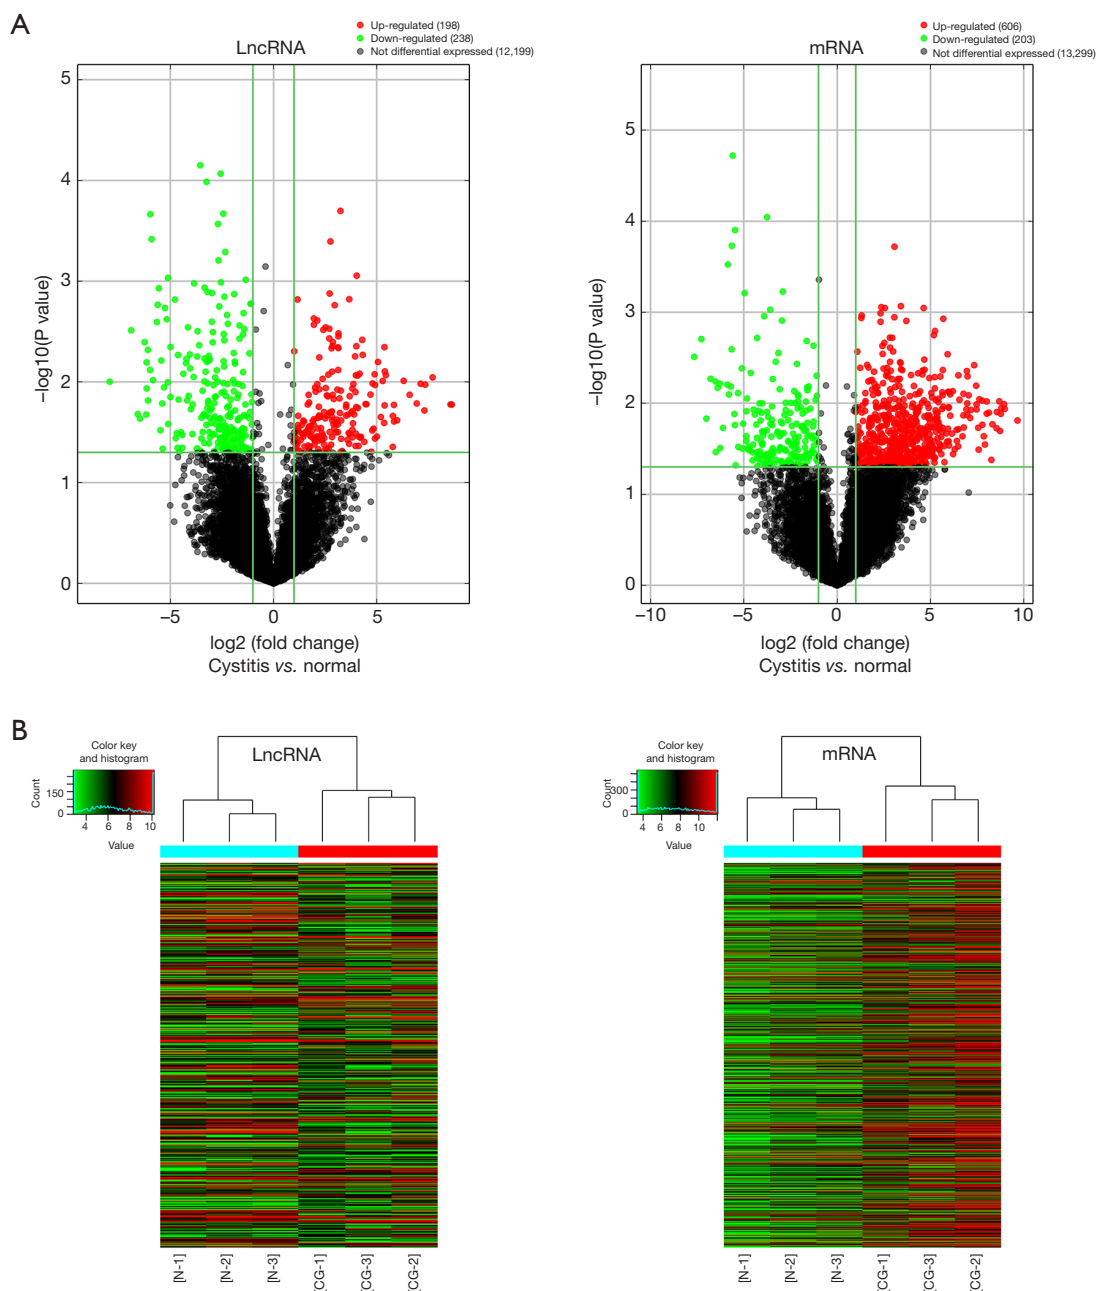 A
Up-regulated (198)
Down-regulated (238)
Not differential expressed (12,199)
LncRNA
5
4
3
2
1
0
–log10(P value)
–5
0
5
log2 (fold change)
Cystitis vs. normal
Up-regulated (606)
Down-regulated (203)
Not differential expressed (13,299)
mRNA
5
4
3
2
1
0
–log10(P value)
–10
–5
0
5
10
log2 (fold change)
Cystitis vs. normal
B
Color key
and histogram
Count
150
0
4 6 8 10
Value
LncRNA
[N-1]
[N-2]
[N-3]
[CG-1]
[CG-3]
[CG-2]
Color key
and histogram
Count
300
0
4 6 8 10
Value
mRNA
[N-1]
[N-2]
[N-3]
[CG-1]
[CG-3]
[CG-2]